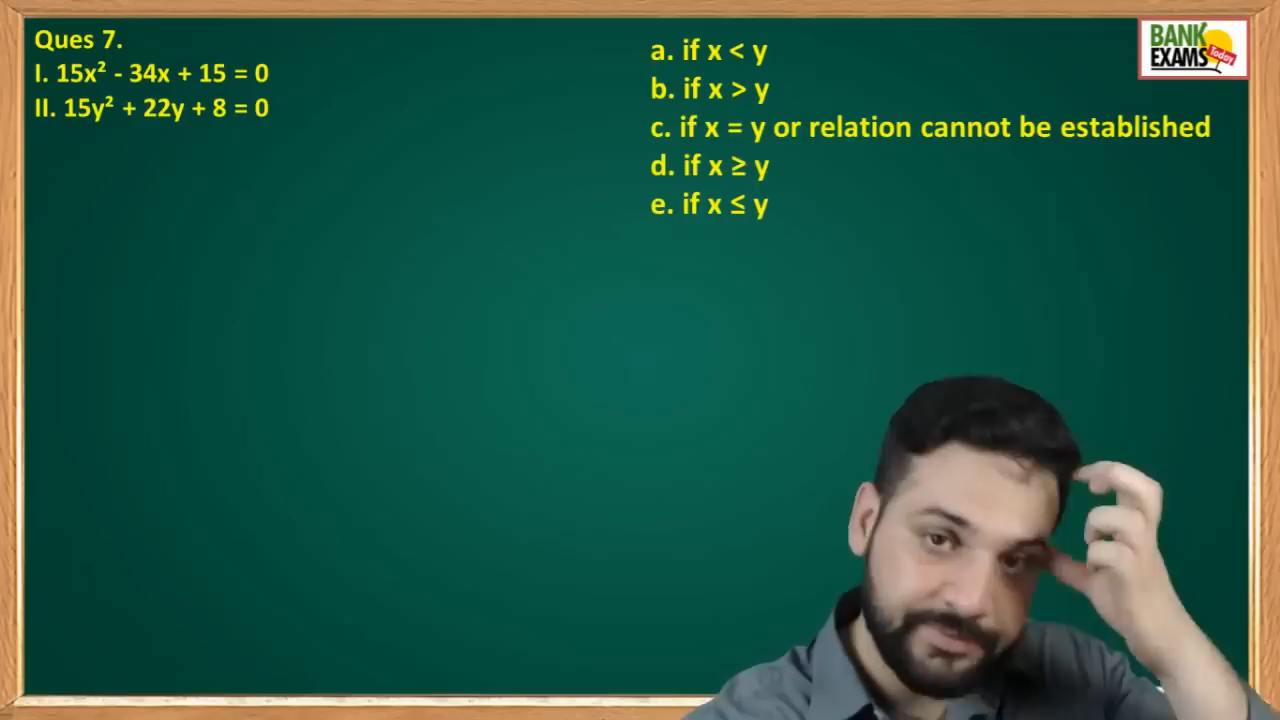 Ques 7.
I. 15x² - 34x + 15 = 0
II. 15y² + 22y + 8 = 0
a. if x < y
b. if x > y
c. if x = y or relation cannot be established
d. if x ≥ y
e. if x ≤ y
BANK
EXAMS Today